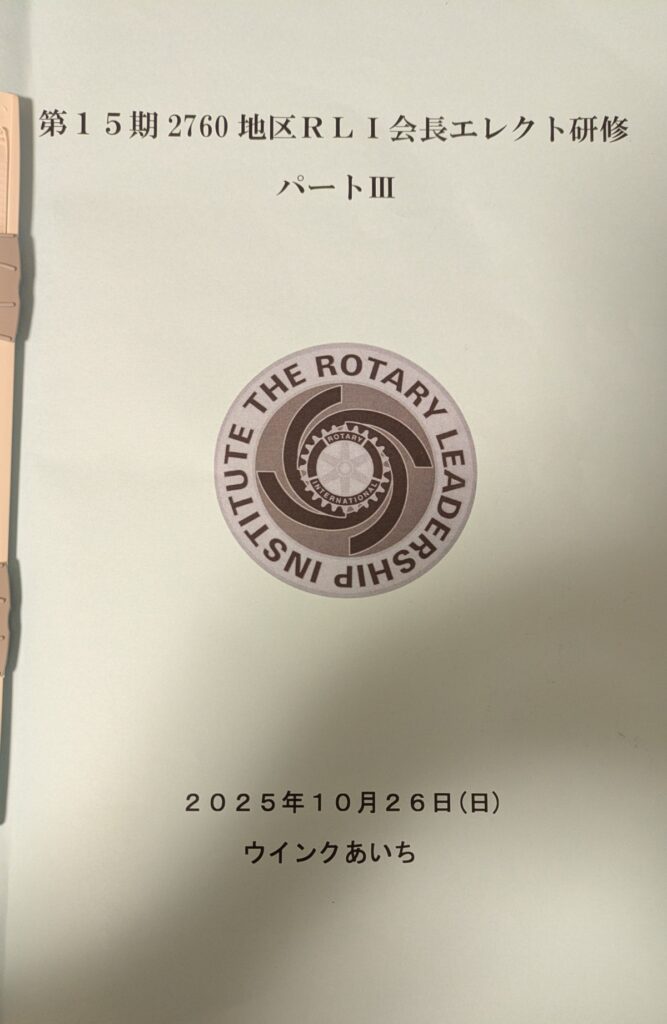 第１５期 2760 地区ＲＬＩ会長エレクト研修
パートⅢ
THE ROTARY LEADERSHIP INSTITUTE
ROTARY
INTERNATIONAL
２０２５年１０月２６日(日)
ウインクあいち